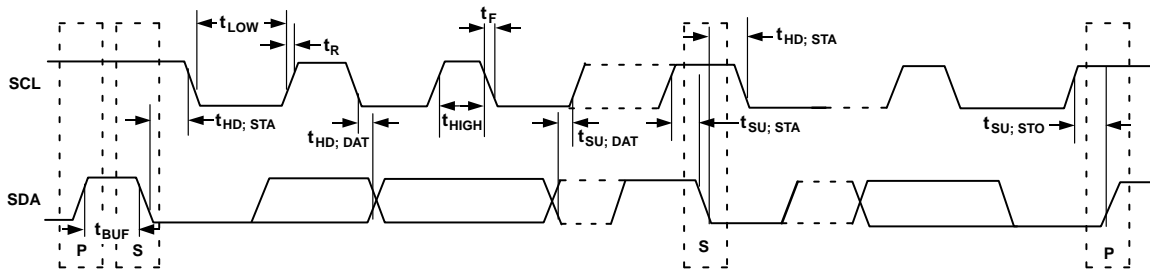 t_LOW
t_R
t_F
t_HD; STA
SCL
t_HD; STA
t_HD; DAT
t_HIGH
t_SU; DAT
t_SU; STA
t_SU; STO
SDA
t_BUF
P
S
S
P